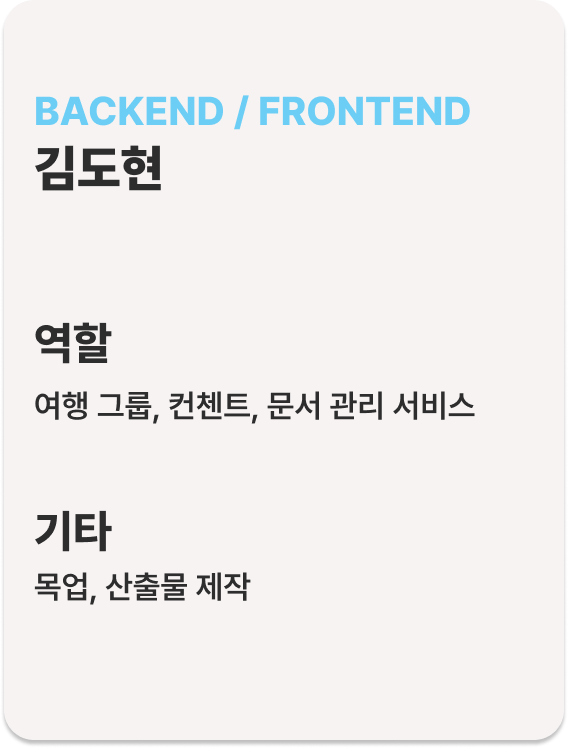 BACKEND / FRONTEND
김도현
역할
여행 그룹, 컨첸트, 문서 관리 서비스
기타
목업, 산출물 제작